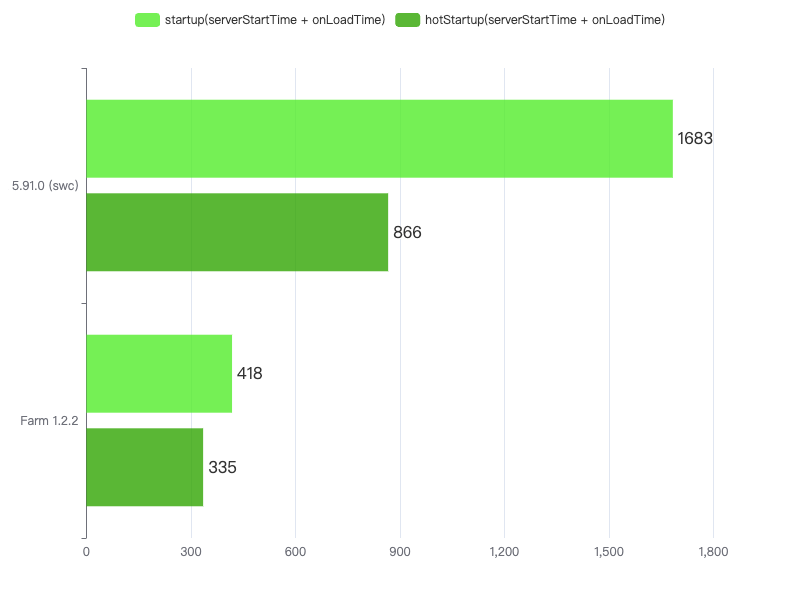 startup(serverStartTime + onLoadTime) hotStartup(serverStartTime + onLoadTime)
1683
5.91.0 (swc)
866
418
Farm 1.2.2
335
0 300 600 900 1,200 1,500 1,800